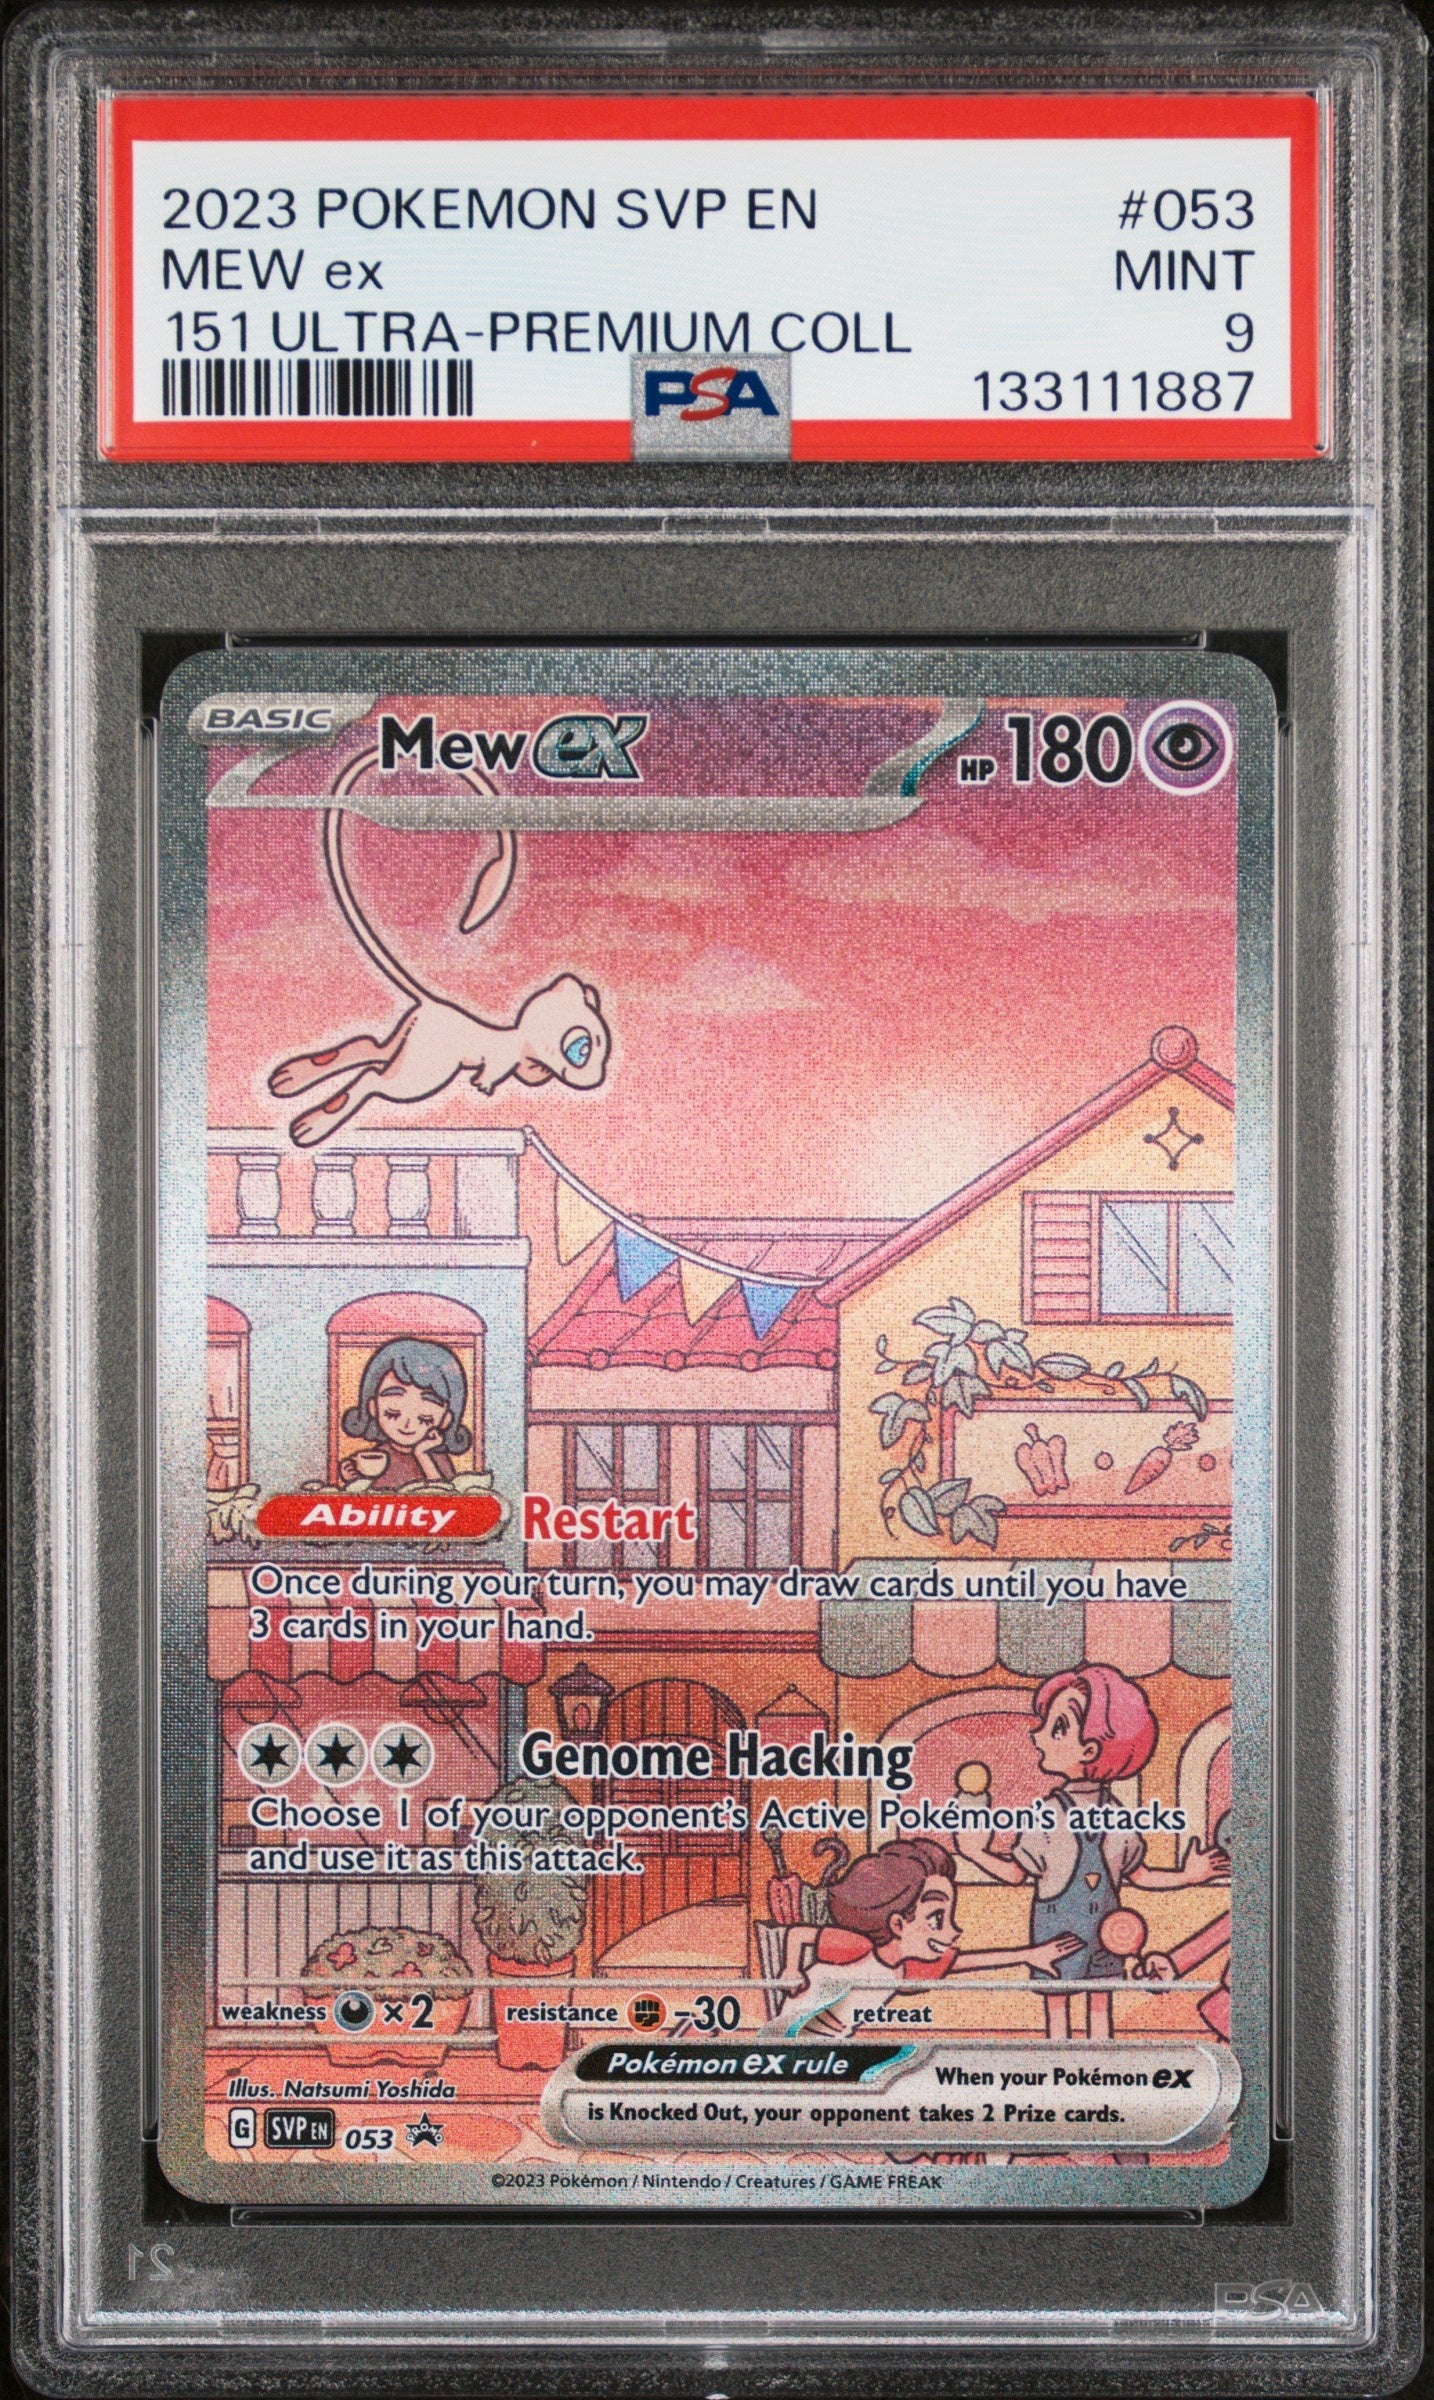 2023 POKEMON SVP EN #053
MEW ex MINT
151 ULTRA-PREMIUM COLL 9
PSA 133111887
BASIC Mew ex HP 180
Ability Restart
Once during your turn, you may draw cards until you have
3 cards in your hand.
Genome Hacking
Choose 1 of your opponent's Active Pokémon's attacks
and use it as this attack.
weakness ×2 resistance -30 retreat
Pokémon ex rule When your Pokémon ex
is Knocked Out, your opponent takes 2 Prize cards.
Illus. Natsumi Yoshida
G SVP EN 053 PROMO
©2023 Pokémon / Nintendo / Creatures / GAME FREAK
21
PSA